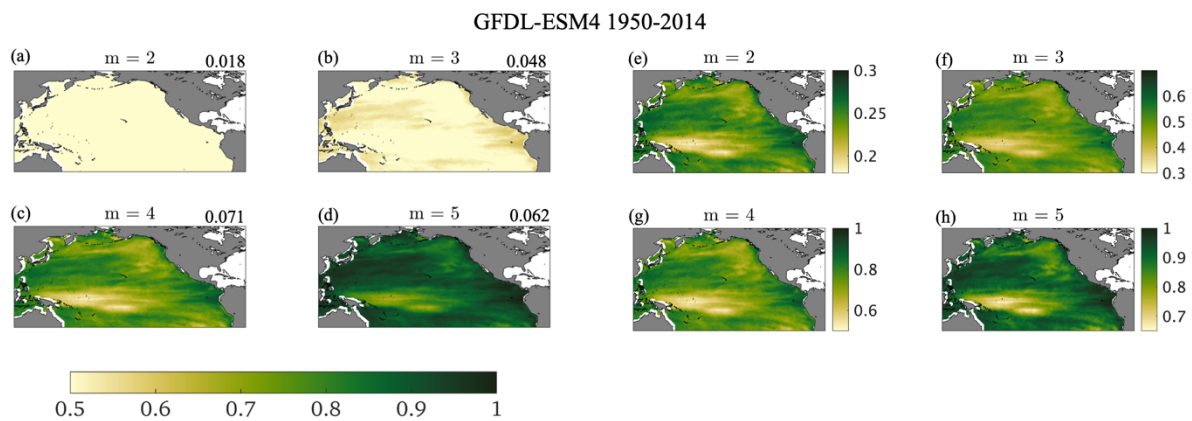 GFDL-ESM4 1950-2014
(a) m = 2 0.018
(b) m = 3 0.048
(e) m = 2
0.3
0.25
0.2
(f) m = 3
0.6
0.5
0.4
0.3
(c) m = 4 0.071
(d) m = 5 0.062
(g) m = 4
1
0.8
0.6
(h) m = 5
1
0.9
0.8
0.7
0.5 0.6 0.7 0.8 0.9 1